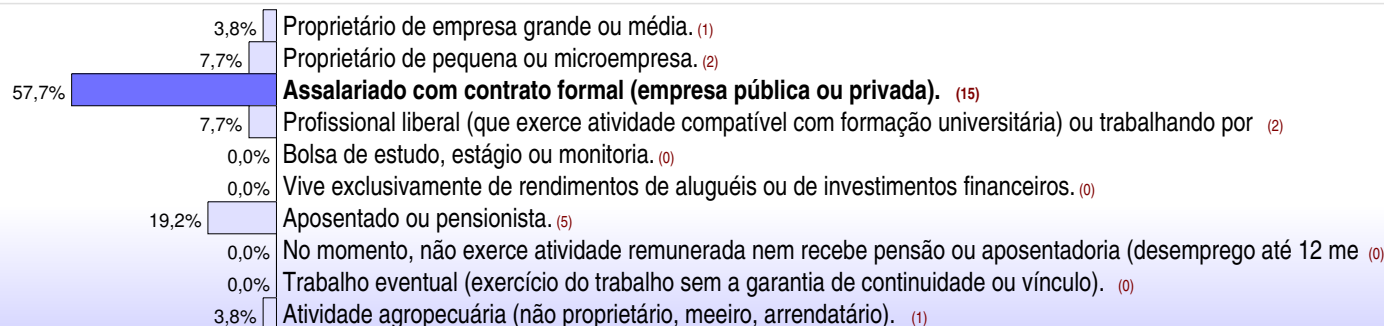 3,8% Proprietário de empresa grande ou média. (1)
7,7% Proprietário de pequena ou microempresa. (2)
57,7% Assalariado com contrato formal (empresa pública ou privada). (15)
7,7% Profissional liberal (que exerce atividade compatível com formação universitária) ou trabalhando por (2)
0,0% Bolsa de estudo, estágio ou monitoria. (0)
0,0% Vive exclusivamente de rendimentos de aluguéis ou de investimentos financeiros. (0)
19,2% Aposentado ou pensionista. (5)
0,0% No momento, não exerce atividade remunerada nem recebe pensão ou aposentadoria (desemprego até 12 me (0)
0,0% Trabalho eventual (exercício do trabalho sem a garantia de continuidade ou vínculo). (0)
3,8% Atividade agropecuária (não proprietário, meeiro, arrendatário). (1)